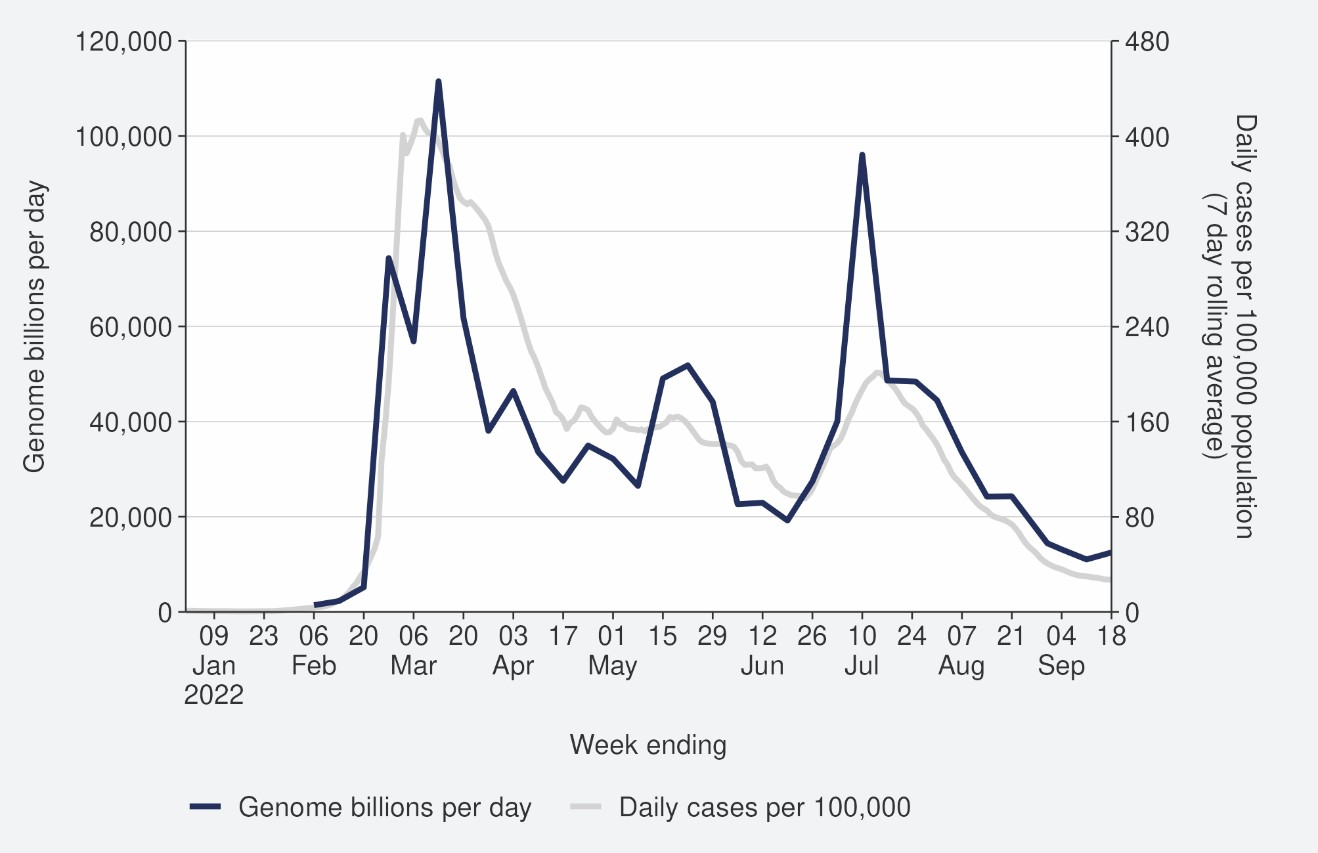 120,000
100,000
80,000
60,000
40,000
20,000
0
Genome billions per day
480
400
320
240
160
80
0
Daily cases per 100,000 population
(7 day rolling average)
09 23 06 20 06 20 03 17 01 15 29 12 26 10 24 07 21 04 18
Jan Feb Mar Apr May Jun Jul Aug Sep
2022
Week ending
Genome billions per day Daily cases per 100,000